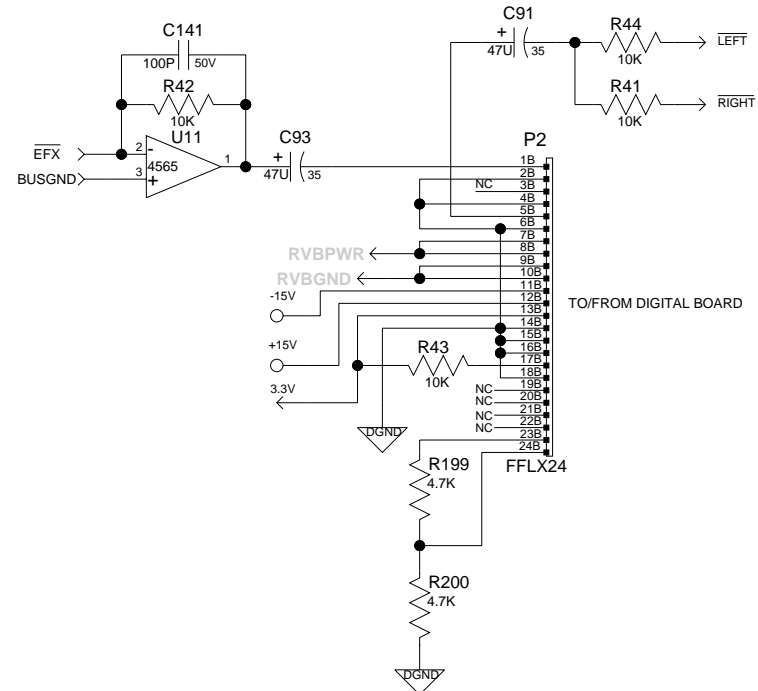 C141
100P 50V
R42
10K
U11
EFX
2
-
4565
1
BUSGND
3
+
C93
+
47U 35
C91
+
47U 35
R44
10K
LEFT
R41
10K
RIGHT
P2
1B
2B
NC 3B
4B
5B
6B
7B
RVBPWR 8B
9B
RVBGND 10B
11B
-15V 12B
13B
14B
15B
16B
17B
18B
+15V
R43
10K
3.3V
NC 19B
NC 20B
NC 21B
NC 22B
23B
24B
TO/FROM DIGITAL BOARD
DGND
FFLX24
R199
4.7K
R200
4.7K
DGND